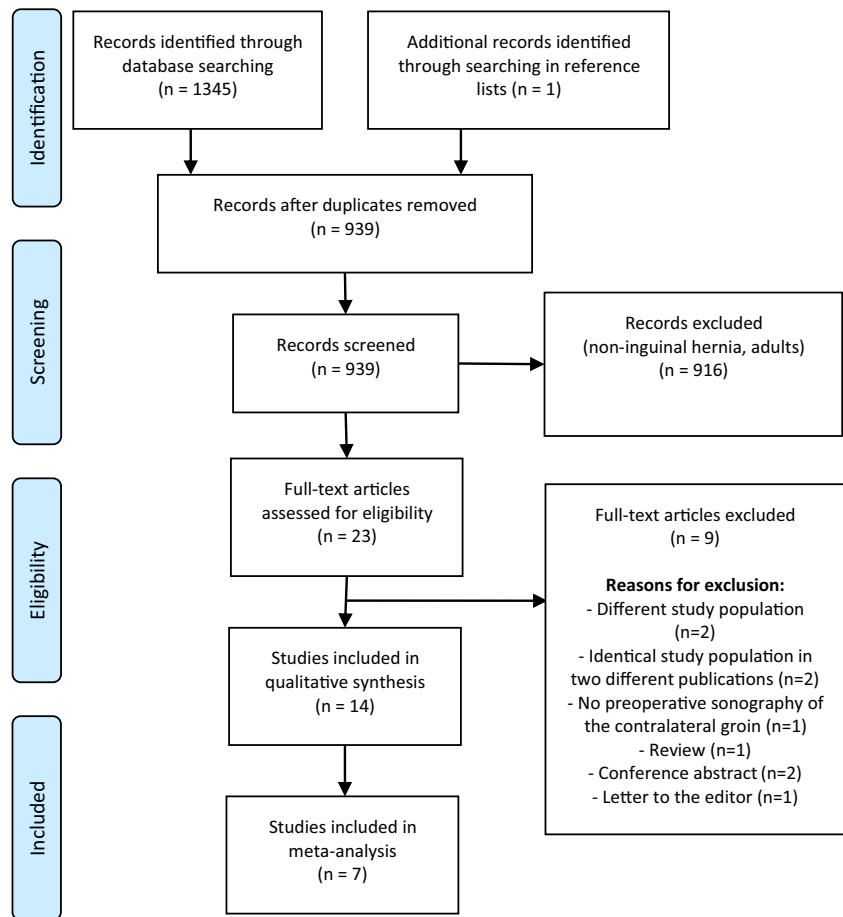 Identification
Records identified through
database searching
(n = 1345)
Additional records identified
through searching in reference
lists (n = 1)
Records after duplicates removed
(n = 939)
Screening
Records screened
(n = 939)
Records excluded
(non-inguinal hernia, adults)
(n = 916)
Eligibility
Full-text articles
assessed for eligibility
(n = 23)
Full-text articles excluded
(n = 9)
Reasons for exclusion:
- Different study population
(n=2)
- Identical study population in
two different publications (n=2)
- No preoperative sonography of
the contralateral groin (n=1)
- Review (n=1)
- Conference abstract (n=2)
- Letter to the editor (n=1)
Studies included in
qualitative synthesis
(n = 14)
Included
Studies included in
meta-analysis
(n = 7)